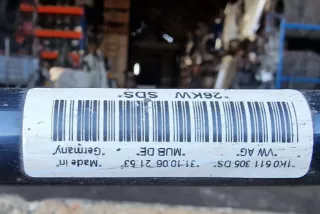 1K0 511 305 DS* *31.10.06 21 53* *Made in
*VW AG* *MUB DE* Germany*
*26KW SDS*